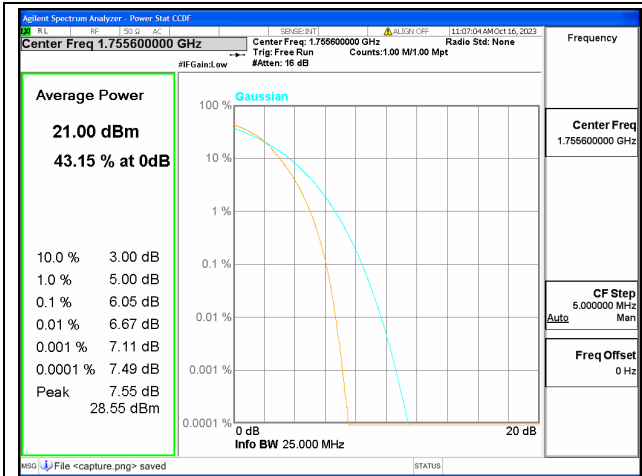 Agilent Spectrum Analyzer - Power Stat CCDF
RL RF 50 Ω AC SENSE:INT ALIGN OFF 11:07:04 AM Oct 16, 2023
Center Freq 1.755600000 GHz
Center Freq: 1.755600000 GHz Radio Std: None
Trig: Free Run Counts:1.00 M/1.00 Mpt
#IFGain:Low #Atten: 16 dB
Average Power
21.00 dBm
43.15 % at 0dB
10.0 % 3.00 dB
1.0 % 5.00 dB
0.1 % 6.05 dB
0.01 % 6.67 dB
0.001 % 7.11 dB
0.0001 % 7.49 dB
Peak 7.55 dB
28.55 dBm
Gaussian
100 %
10 %
1 %
0.1 %
0.01 %
0.001 %
0.0001 %
0 dB 20 dB
Info BW 25.000 MHz
Frequency
Center Freq
1.755600000 GHz
CF Step
5.000000 MHz
Auto Man
Freq Offset
0 Hz
MSG File <capture.png> saved STATUS